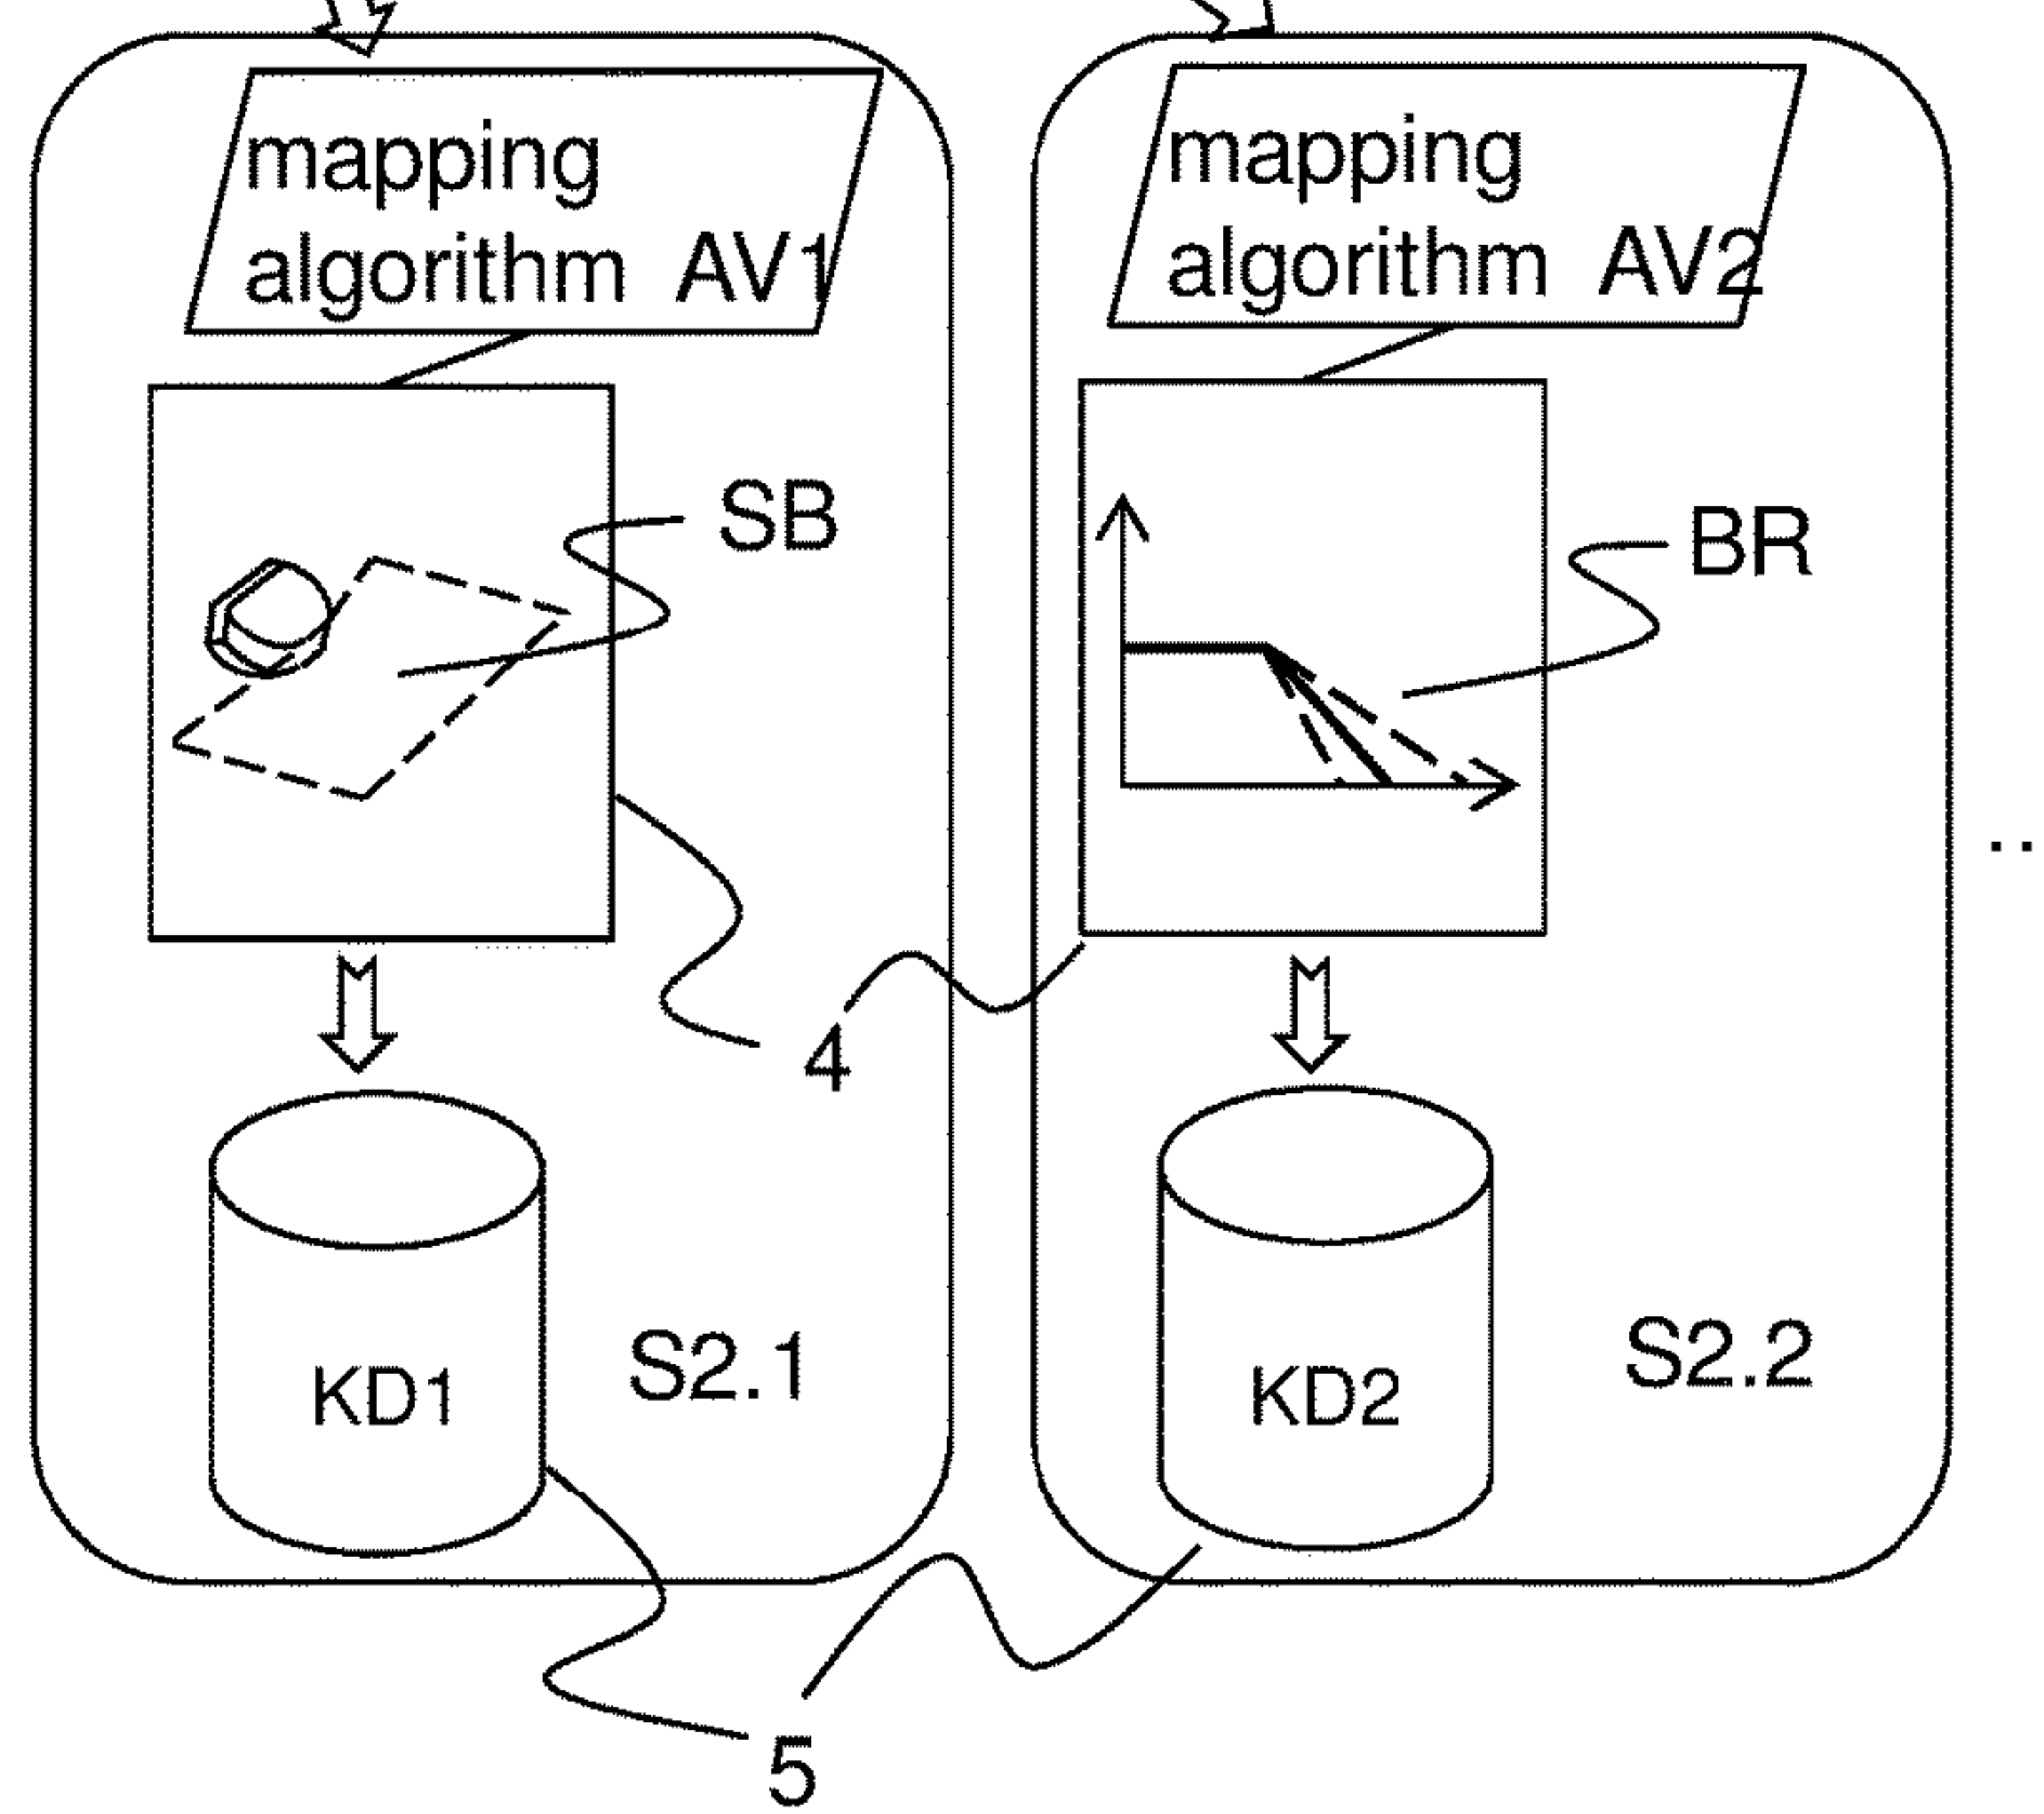 mapping
algorithm AV1
mapping
algorithm AV2
SB
BR
4
KD1
S2.1
KD2
S2.2
5